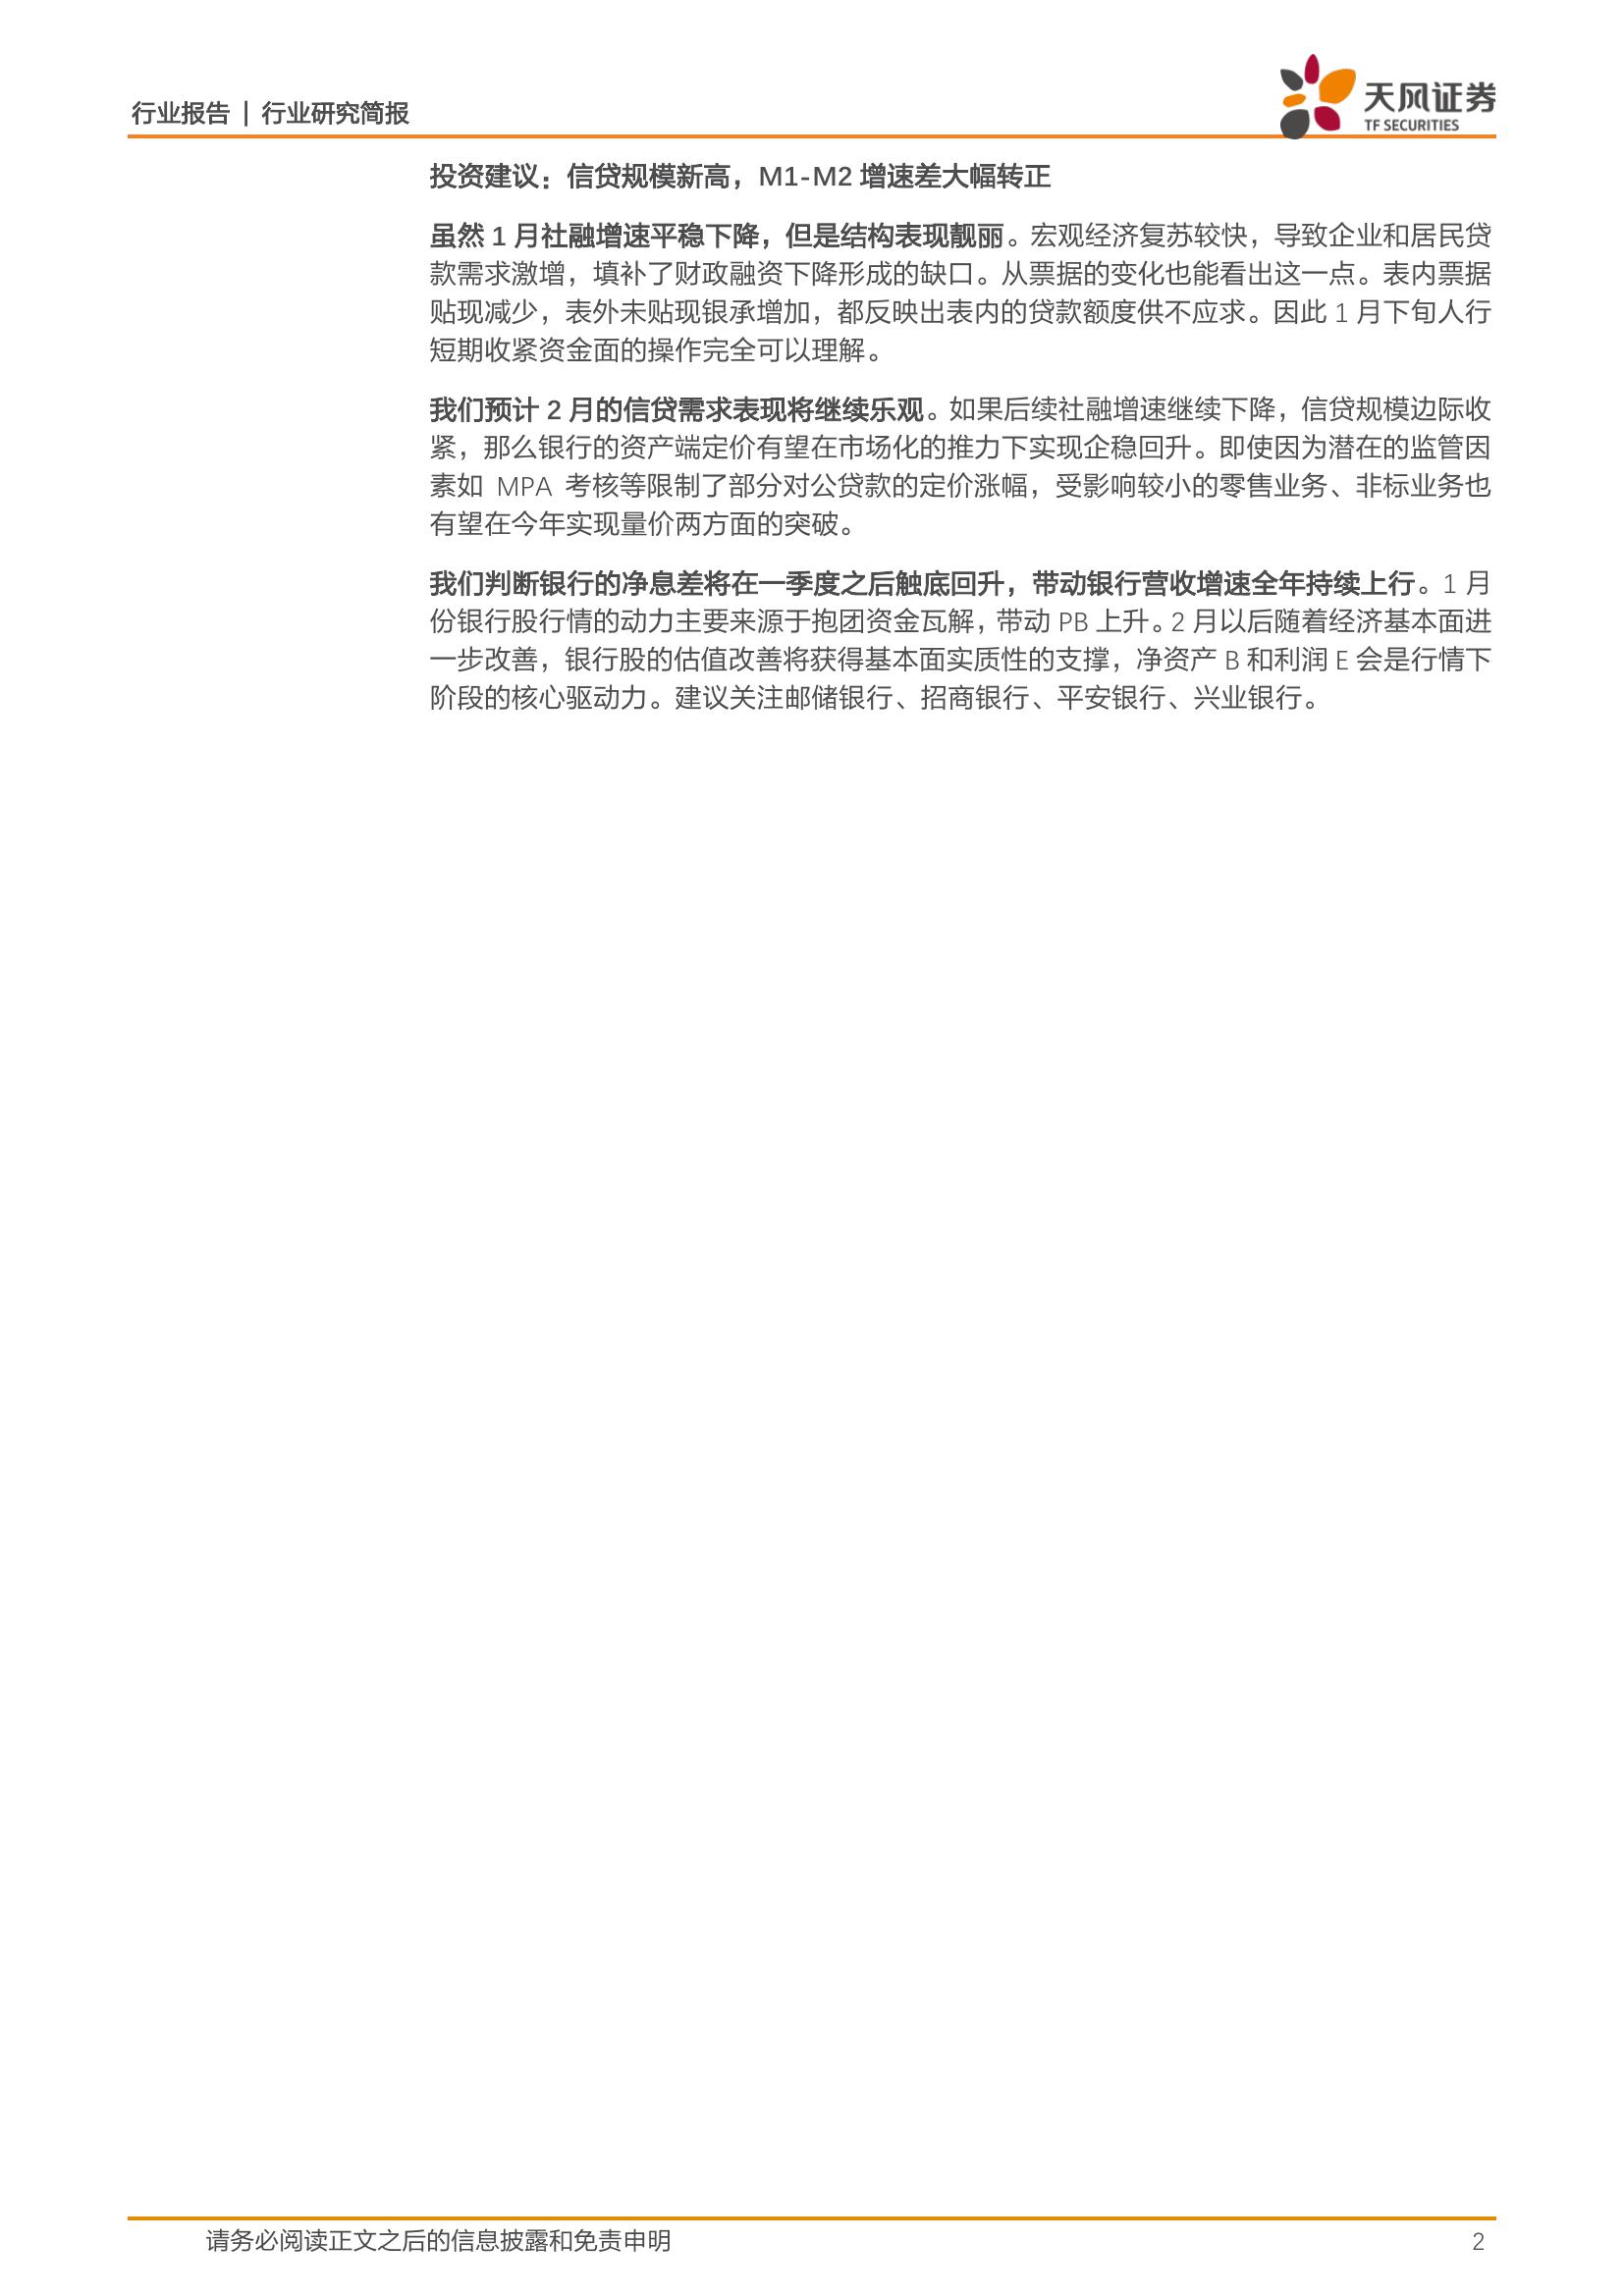 行业报告 | 行业研究简报
天风证券
TF SECURITIES
投资建议：信贷规模新高，M1-M2 增速差大幅转正
虽然 1 月社融增速平稳下降，但是结构表现靓丽。宏观经济复苏较快，导致企业和居民贷
款需求激增，填补了财政融资下降形成的缺口。从票据的变化也能看出这一点。表内票据
贴现减少，表外未贴现银承增加，都反映出表内的贷款额度供不应求。因此 1 月下旬人行
短期收紧资金面的操作完全可以理解。
我们预计 2 月的信贷需求表现将继续乐观。如果后续社融增速继续下降，信贷规模边际收
紧，那么银行的资产端定价有望在市场化的推力下实现企稳回升。即使因为潜在的监管因
素如 MPA 考核等限制了部分对公贷款的定价涨幅，受影响较小的零售业务、非标业务也
有望在今年实现量价两方面的突破。
我们判断银行的净息差将在一季度之后触底回升，带动银行营收增速全年持续上行。1 月
份银行股行情的动力主要来源于抱团资金瓦解，带动 PB 上升。2 月以后随着经济基本面进
一步改善，银行股的估值改善将获得基本面实质性的支撑，净资产 B 和利润 E 会是行情下
阶段的核心驱动力。建议关注邮储银行、招商银行、平安银行、兴业银行。
请务必阅读正文之后的信息披露和免责申明
2